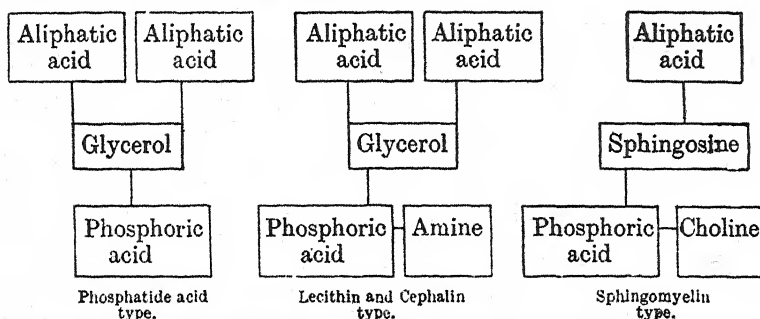 Aliphatic
acid
Aliphatic
acid
Glycerol
Phosphoric
acid
Phosphatide acid
type.
Aliphatic
acid
Aliphatic
acid
Glycerol
Phosphoric
acid
Amine
Lecithin and Cephalin
type.
Aliphatic
acid
Sphingosine
Phosphoric
acid
Choline
Sphingomyelin
type.